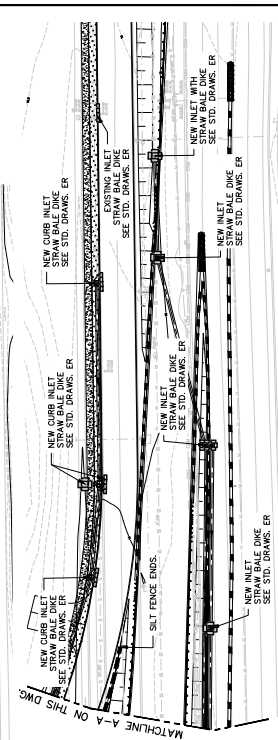 NEW CURB INLET
STRAW BALE DIKE
SEE STD. DRAWS. ER
NEW CURB INLET
STRAW BALE DIKE
SEE STD. DRAWS. ER
NEW CURB INLET
STRAW BALE DIKE
SEE STD. DRAWS. ER
EXISTING INLET
STRAW BALE DIKE
SEE STD. DRAWS. ER
NEW INLET WITH
STRAW BALE DIKE
SEE STD. DRAWS. ER
NEW INLET
STRAW BALE DIKE
SEE STD. DRAWS. ER
NEW INLET
STRAW BALE DIKE
SEE STD. DRAWS. ER
SILT FENCE ENDS.
NEW INLET
STRAW BALE DIKE
SEE STD. DRAWS. ER
MATCHLINE A-A ON THIS DWG.